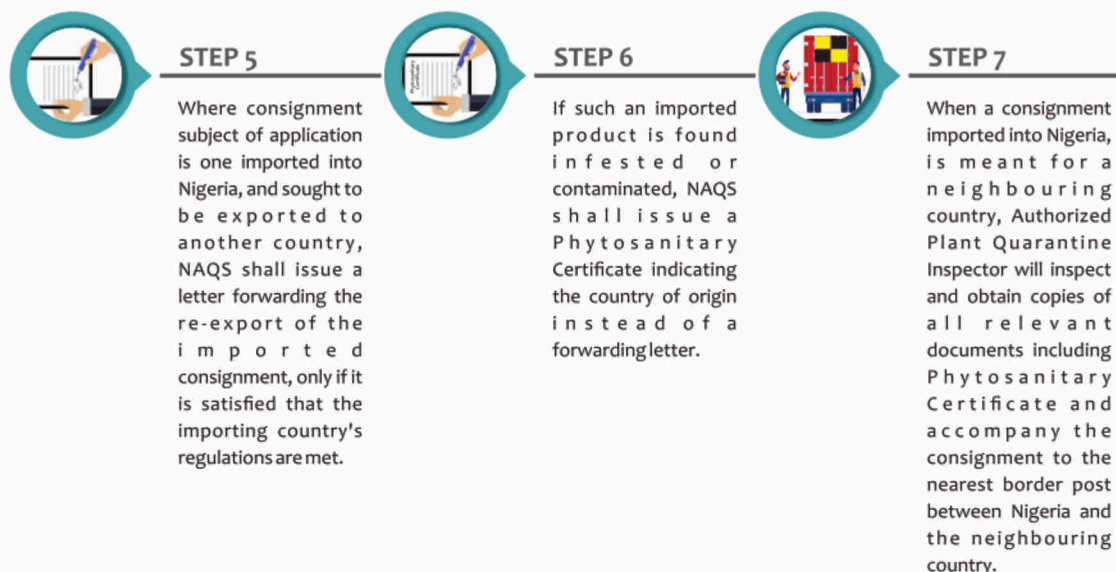 STEP 5
Where consignment
subject of application
is one imported into
Nigeria, and sought to
be exported to
another country,
NAQS shall issue a
letter forwarding the
re-export of the
imported
consignment, only if it
is satisfied that the
importing country's
regulations are met.
Phytosanitary
Certificate
STEP 6
If such an imported
product is found
infested or
contaminated, NAQS
shall issue a
Phytosanitary
Certificate indicating
the country of origin
instead of a
forwarding letter.
STEP 7
When a consignment
imported into Nigeria,
is meant for a
neighbouring
country, Authorized
Plant Quarantine
Inspector will inspect
and obtain copies of
all relevant
documents including
Phytosanitary
Certificate and
accompany the
consignment to the
nearest border post
between Nigeria and
the neighbouring
country.